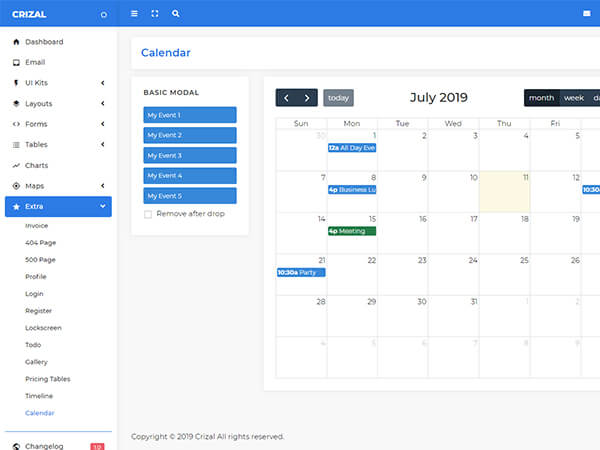 CRIZAL
Dashboard
Email
UI Kits
Layouts
Forms
Tables
Charts
Maps
Extra
Invoice
404 Page
500 Page
Profile
Login
Register
Lockscreen
Todo
Gallery
Pricing Tables
Timeline
Calendar
Changelog
1.0
Calendar
BASIC MODAL
My Event 1
My Event 2
My Event 3
My Event 4
My Event 5
Remove after drop
today
July 2019
month week da
Sun Mon Tue Wed Thu Fri
30 1 2 3 4 5
12a All Day Eve
7 8 9 10 11 12
4p Business Lu 10:30
14 15 16 17 18 19
4p Meeting
21 22 23 24 25 26
10:30a Party
28 29 30 31 1 2
4 5 6 7 8 9
Copyright © 2019 Crizal All rights reserved.